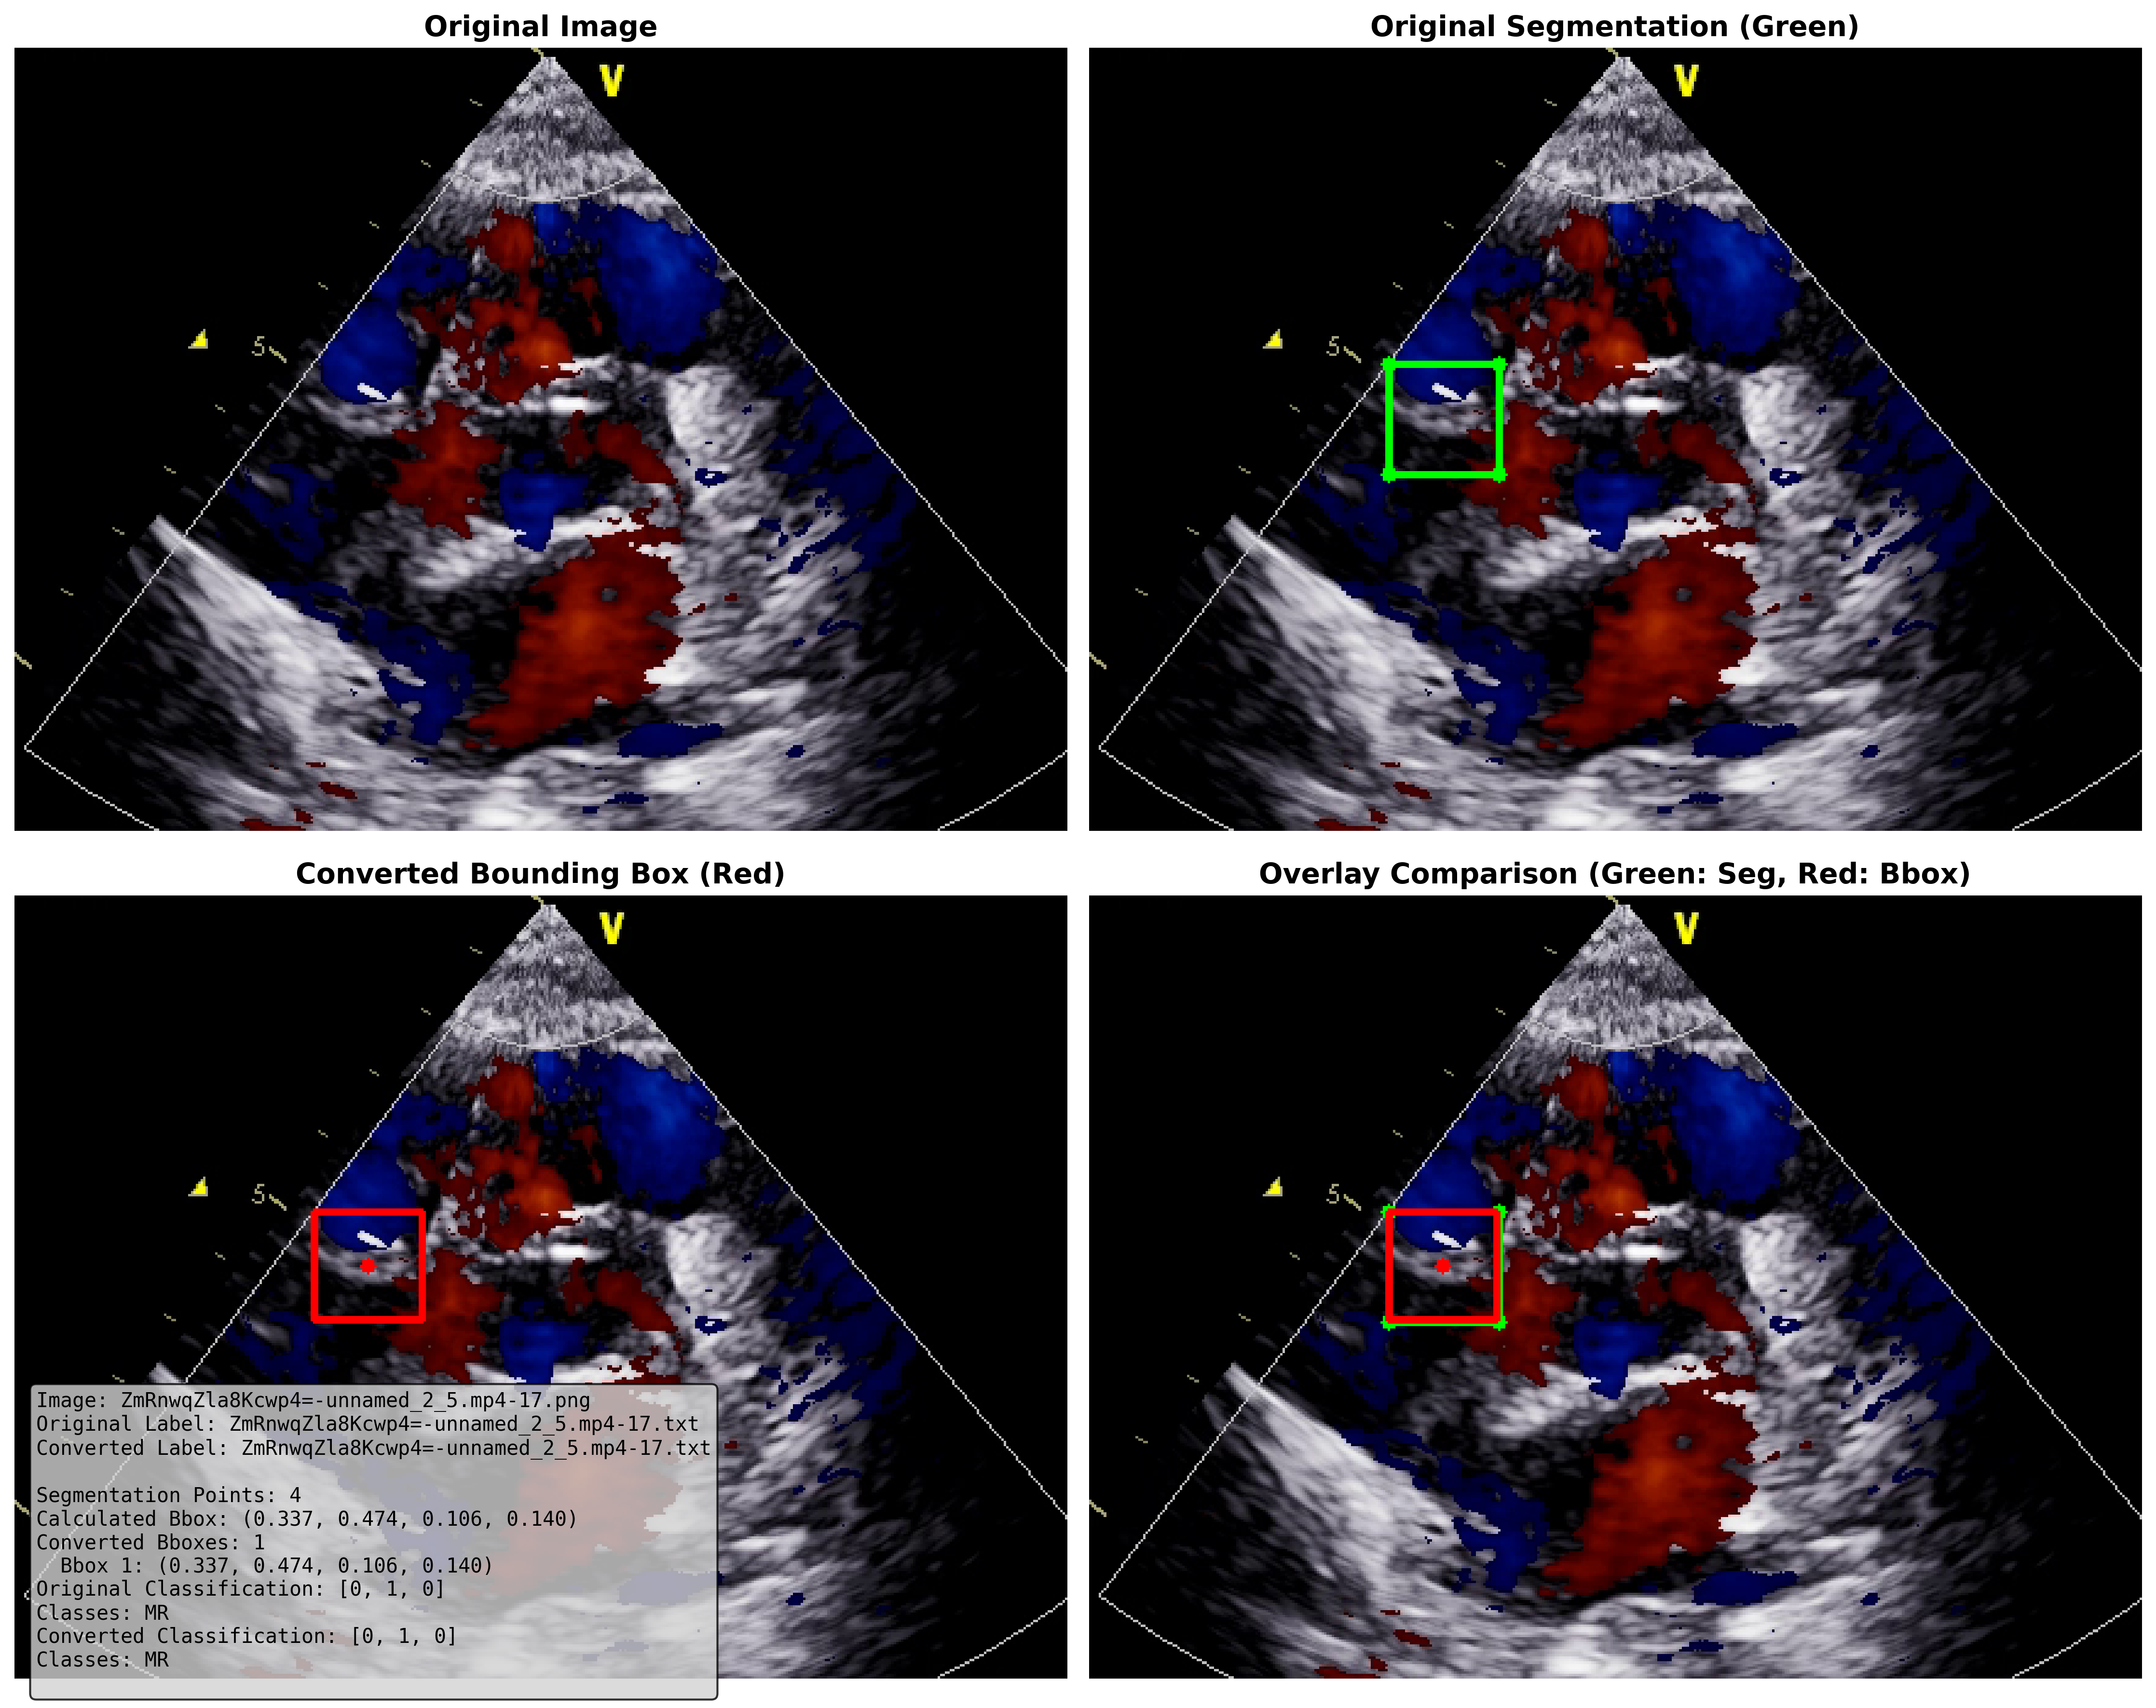 Original Image
Original Segmentation (Green)
V
5
V
5
Converted Bounding Box (Red)
Overlay Comparison (Green: Seg, Red: Bbox)
V
5
V
5
Image: ZmRnwqZla8Kcwp4=-unnamed_2_5.mp4-17.png
Original Label: ZmRnwqZla8Kcwp4=-unnamed_2_5.mp4-17.txt
Converted Label: ZmRnwqZla8Kcwp4=-unnamed_2_5.mp4-17.txt
Segmentation Points: 4
Calculated Bbox: (0.337, 0.474, 0.106, 0.140)
Converted Bboxes: 1
Bbox 1: (0.337, 0.474, 0.106, 0.140)
Original Classification: [0, 1, 0]
Classes: MR
Converted Classification: [0, 1, 0]
Classes: MR